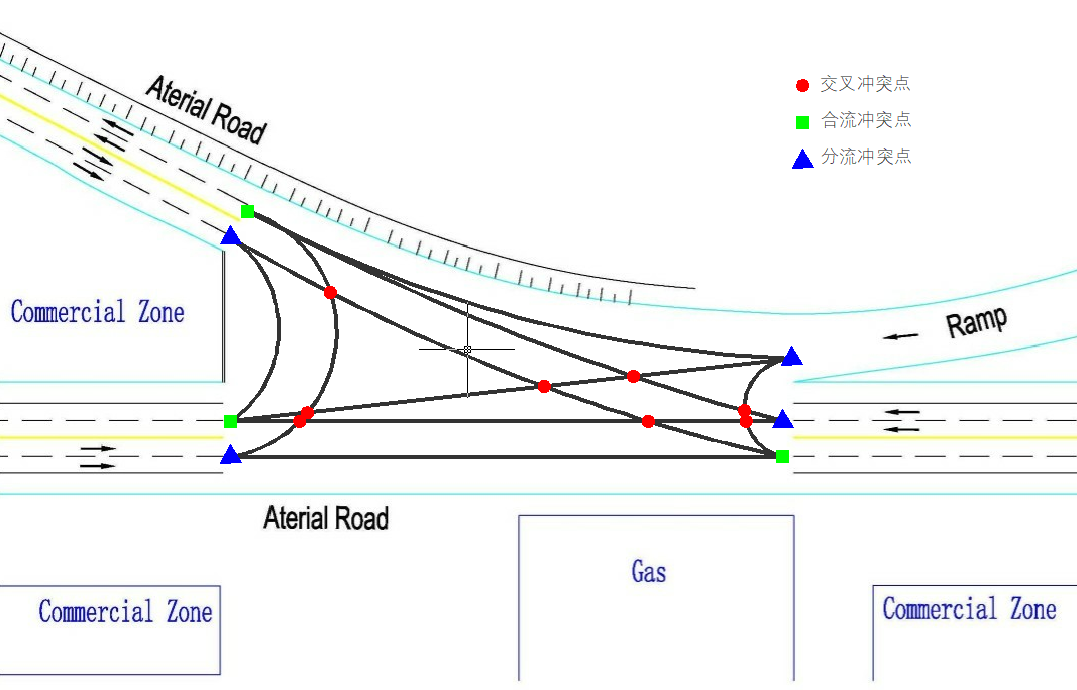 Aterial Road
交叉冲突点
合流冲突点
分流冲突点
Commercial Zone
Ramp
Aterial Road
Gas
Commercial Zone
Commercial Zone